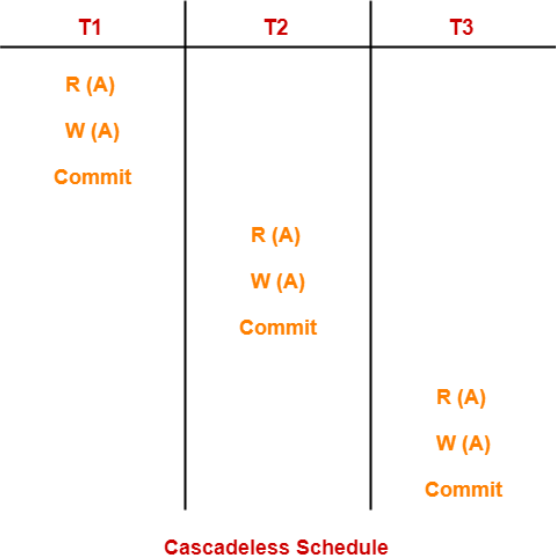 T1 T2 T3
R (A)
W (A)
Commit
R (A)
W (A)
Commit
R (A)
W (A)
Commit
Cascadeless Schedule